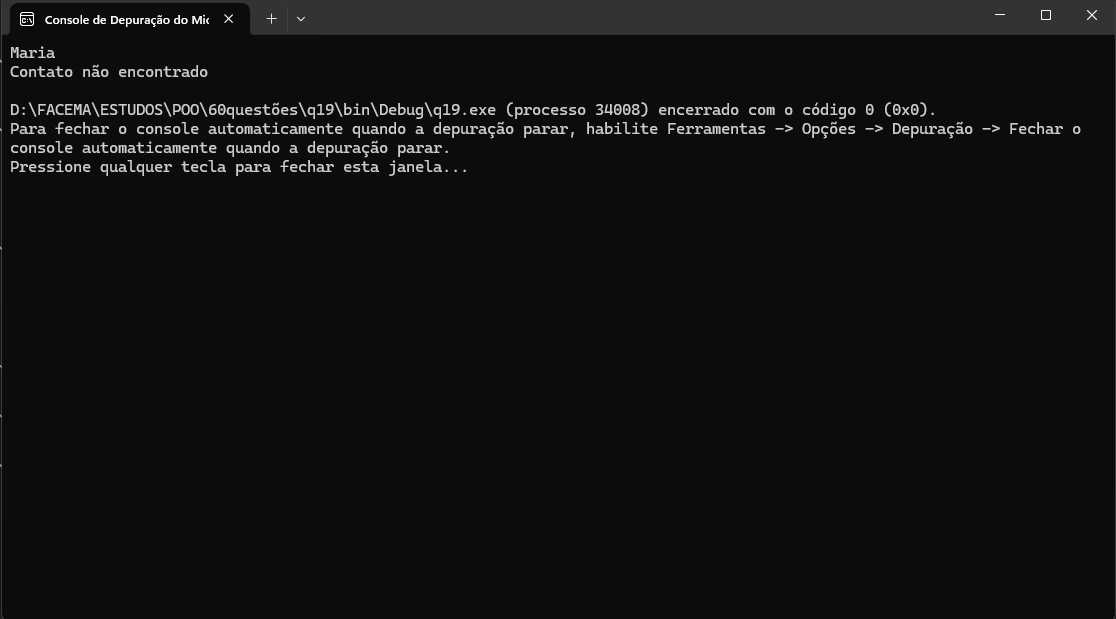 Console de Depuração do Mic
Maria
Contato não encontrado
D:\FACEMA\ESTUDOS\POO\60questões\q19\bin\Debug\q19.exe (processo 34008) encerrado com o código 0 (0x0).
Para fechar o console automaticamente quando a depuração parar, habilite Ferramentas -> Opções -> Depuração -> Fechar o
console automaticamente quando a depuração parar.
Pressione qualquer tecla para fechar esta janela...